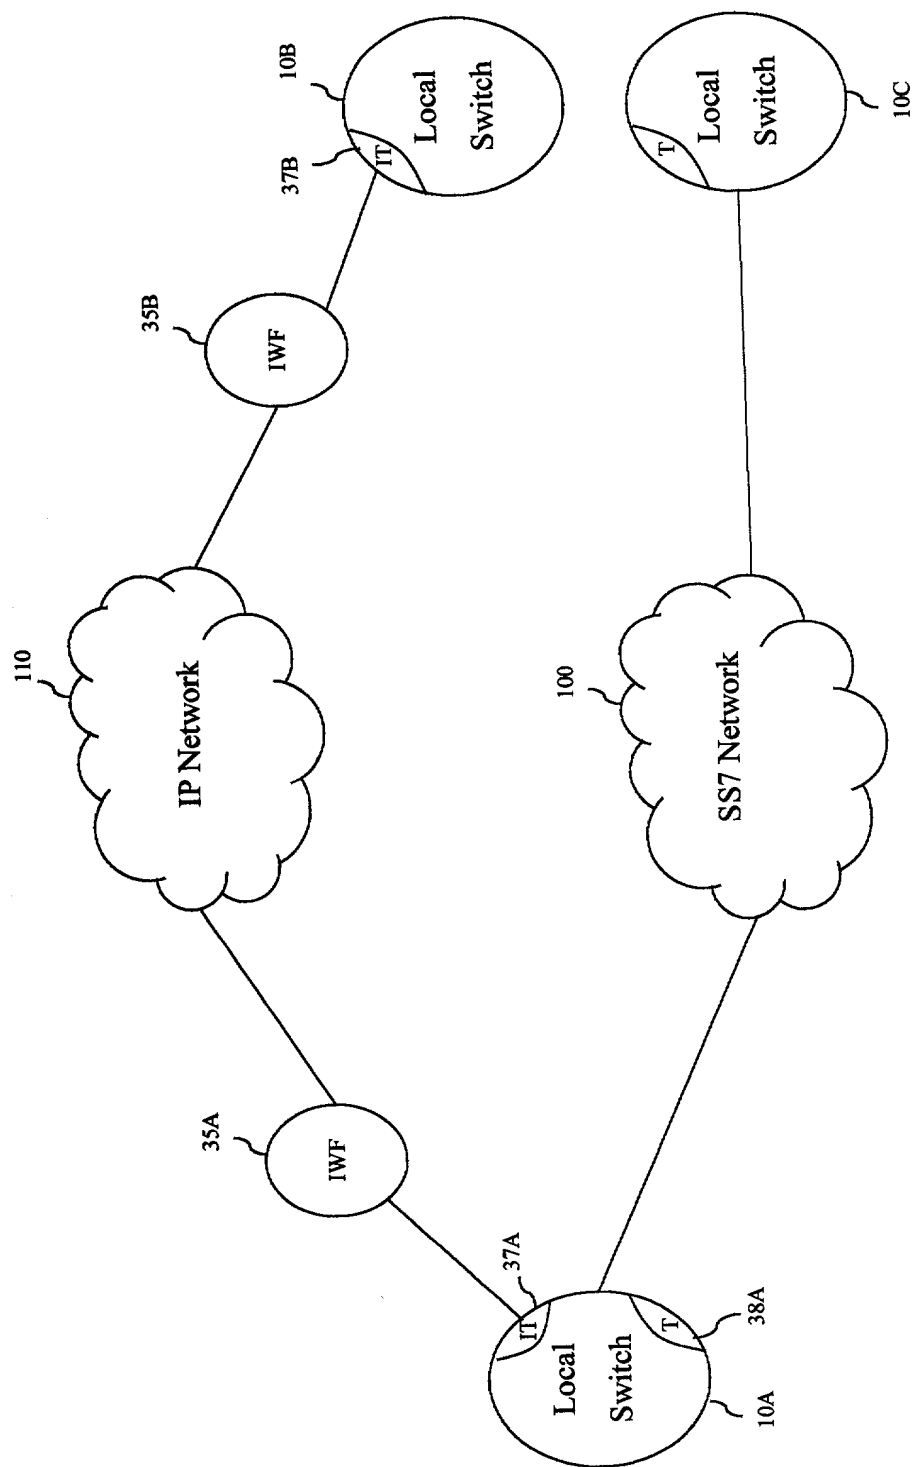 110
IP Network
35A
IWF
35B
IWF
37A
IT
Local
Switch
T
38A
10A
37B
IT
10B
Local
Switch
100
SS7 Network
T
Local
Switch
10C